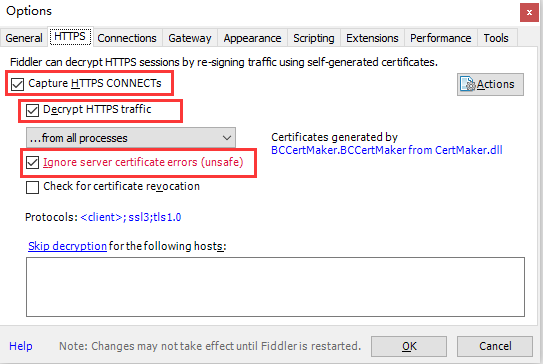 Options
General HTTPS Connections Gateway Appearance Scripting Extensions Performance Tools
Fiddler can decrypt HTTPS sessions by re-signing traffic using self-generated certificates.
Capture HTTPS CONNECTs
Actions
Decrypt HTTPS traffic
...from all processes
Certificates generated by
BCCertMaker.BCCertMaker from CertMaker.dll
Ignore server certificate errors (unsafe)
Check for certificate revocation
Protocols: <client>;ssl3;tls1.0
Skip decryption for the following hosts:
Help Note: Changes may not take effect until Fiddler is restarted. OK Cancel